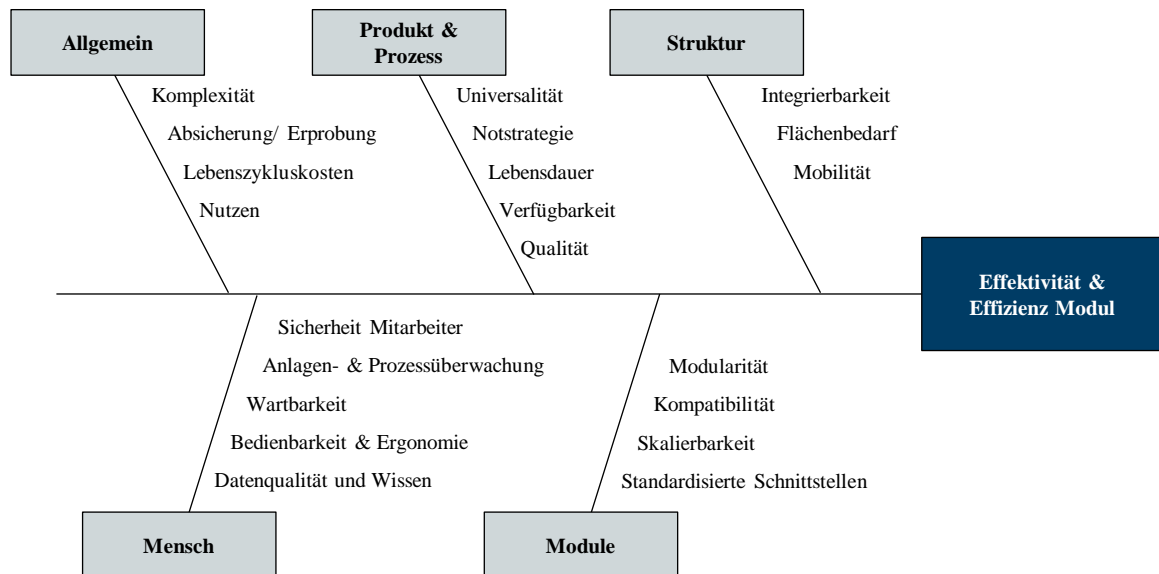 Allgemein
Produkt &
Prozess
Struktur
Komplexität
Absicherung/ Erprobung
Lebenszykluskosten
Nutzen
Universalität
Notstrategie
Lebensdauer
Verfügbarkeit
Qualität
Integrierbarkeit
Flächenbedarf
Mobilität
Effektivität &
Effizienz Modul
Sicherheit Mitarbeiter
Anlagen- & Prozessüberwachung
Wartbarkeit
Bedienbarkeit & Ergonomie
Datenqualität und Wissen
Modularität
Kompatibilität
Skalierbarkeit
Standardisierte Schnittstellen
Mensch
Module